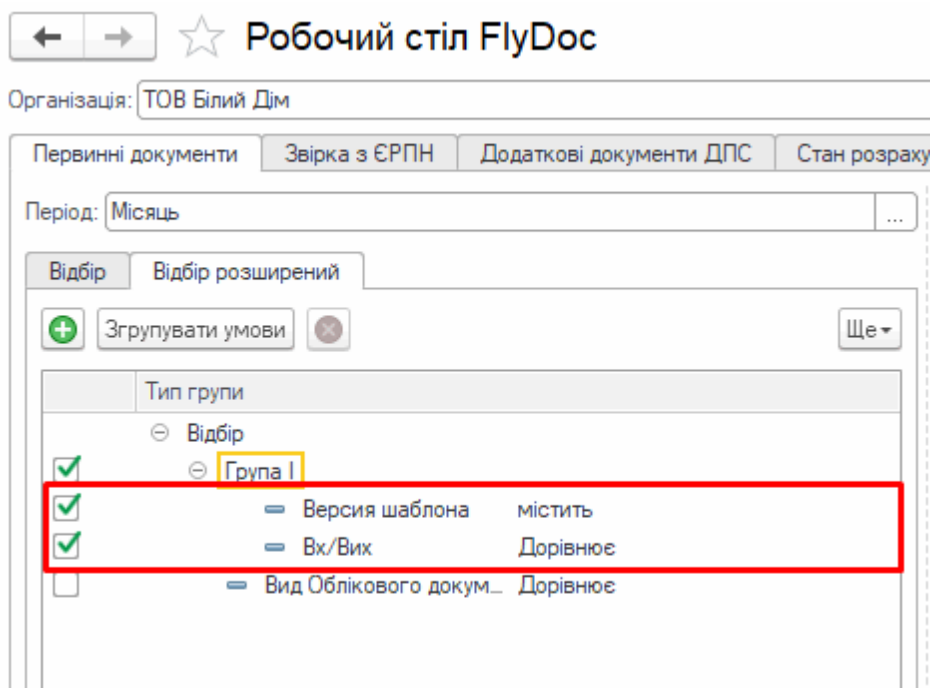 Робочий стіл FlyDoc
Організація: ТОВ Білий Дім
Первинні документи Звірка з ЄРПН Додаткові документи ДПС Стан розраху
Період: Місяць ...
Відбір Відбір розширений
Згрупувати умови Ще
Тип групи
Відбір
Група І
Версия шаблона містить
Вх/Вих Дорівнює
Вид Облікового докум... Дорівнює